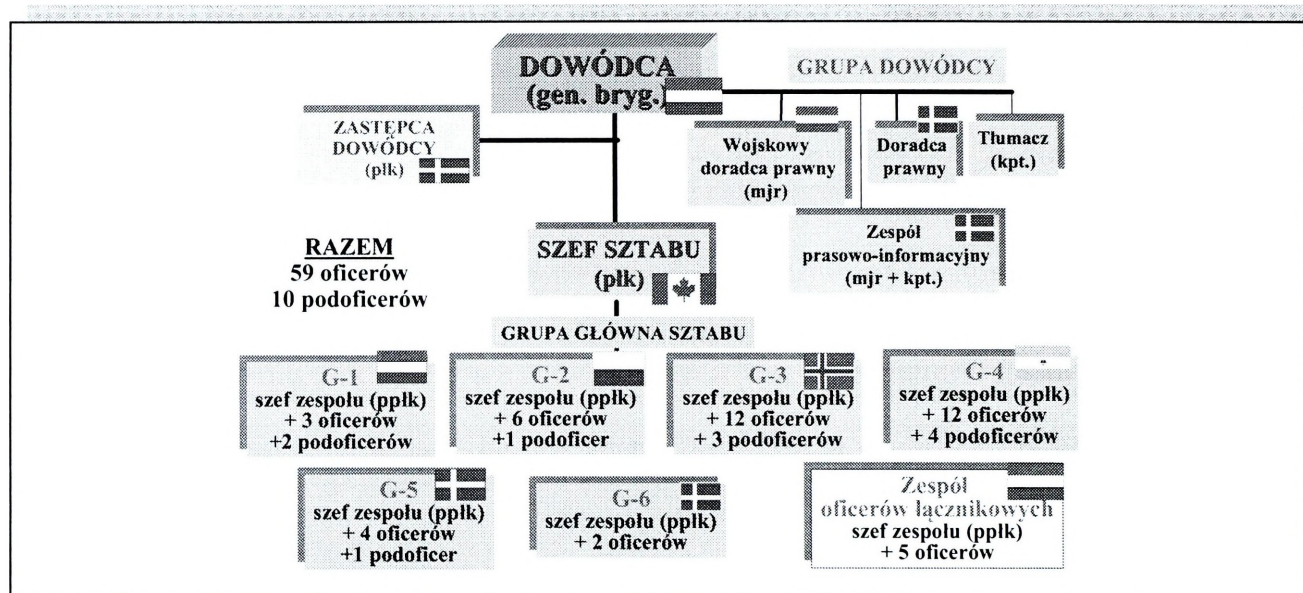 DOWÓDCA
(gen. bryg.)
GRUPA DOWÓDCY
ZASTĘPCA
DOWÓDCY
(płk)
Wojskowy
doradca prawny
(mjr)
Doradca
prawny
Tłumacz
(kpt.)
Zespół
prasowo-informacyjny
(mjr + kpt.)
RAZEM
59 oficerów
10 podoficerów
SZEF SZTABU
(płk)
GRUPA GŁÓWNA SZTABU
G-1
szef zespołu (ppłk)
+ 3 oficerów
+2 podoficerów
G-2
szef zespołu (ppłk)
+ 6 oficerów
+1 podoficer
G-3
szef zespołu (ppłk)
+ 12 oficerów
+ 3 podoficerów
G-4
szef zespołu (ppłk)
+ 12 oficerów
+ 4 podoficerów
G-5
szef zespołu (ppłk)
+ 4 oficerów
+1 podoficer
G-6
szef zespołu (ppłk)
+ 2 oficerów
Zespół
oficerów łącznikowych
szef zespołu (ppłk)
+ 5 oficerów